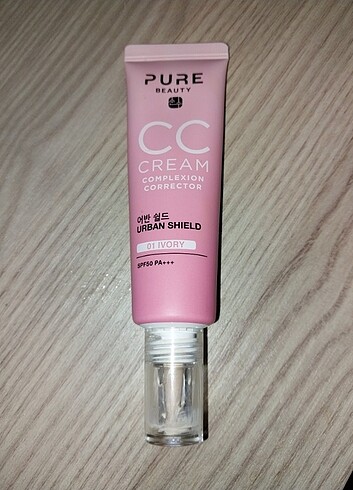 PURE
BEAUTY
CC
CREAM
COMPLEXION
CORRECTOR
어반 쉴드
URBAN SHIELD
01 IVORY
SPF50 PA+++